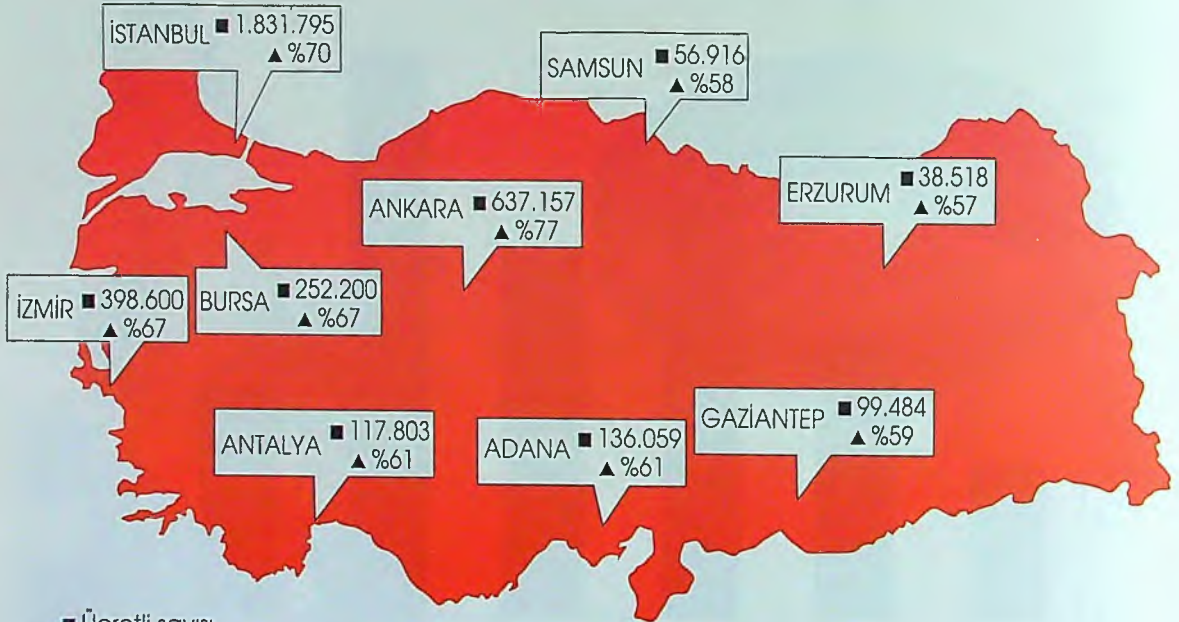 İSTANBUL ■ 1.831.795
▲ %70
SAMSUN ■ 56.916
▲ %58
ERZURUM ■ 38.518
▲ %57
ANKARA ■ 637.157
▲ %77
BURSA ■ 252.200
▲ %67
İZMİR ■ 398.600
▲ %67
GAZİANTEP ■ 99.484
▲ %59
ANTALYA ■ 117.803
▲ %61
ADANA ■ 136.059
▲ %61
■ Ücretli sayısı